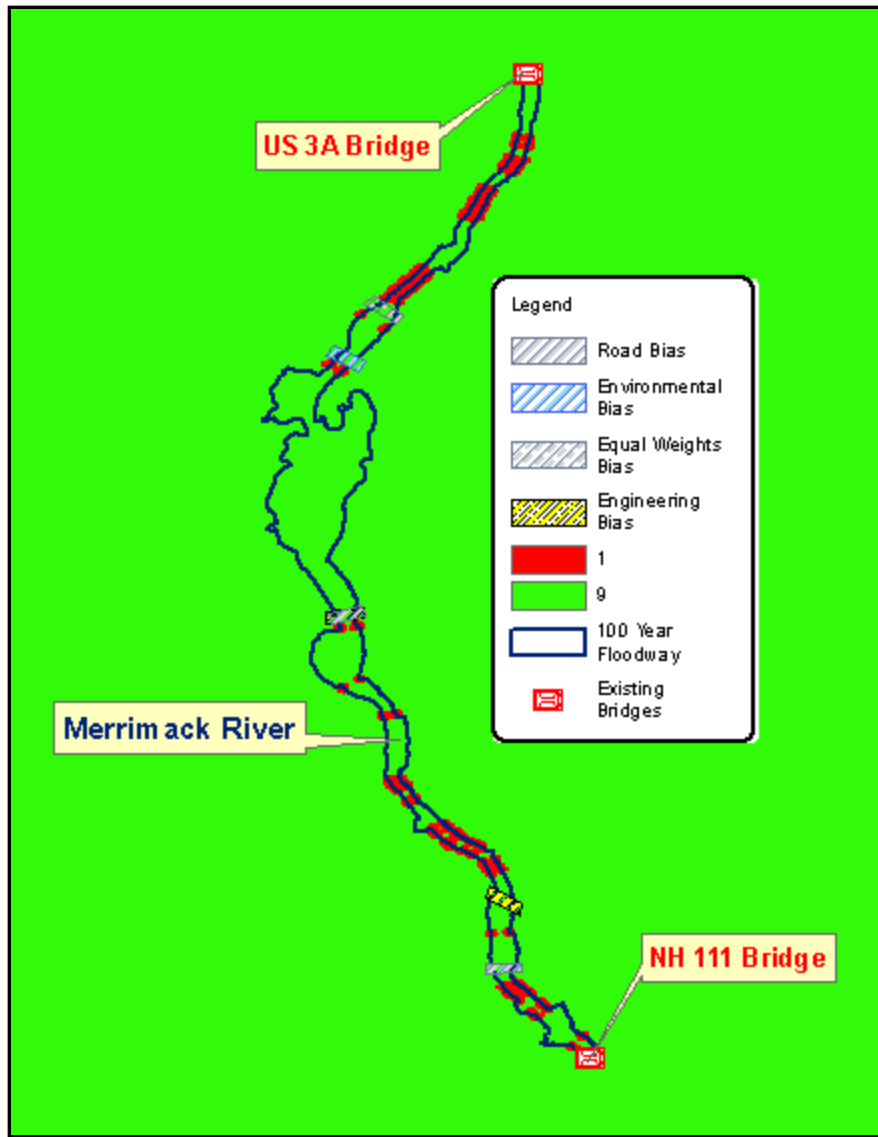 US 3A Bridge
Legend
Road Bias
Environmental
Bias
Equal Weights
Bias
Engineering
Bias
1
9
100 Year
Floodway
Existing
Bridges
Merrimack River
NH 111 Bridge